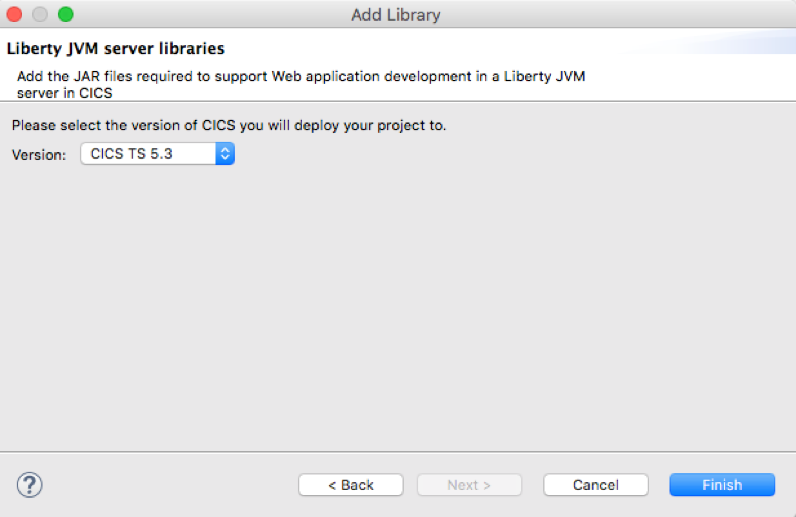 Add Library
Liberty JVM server libraries
Add the JAR files required to support Web application development in a Liberty JVM
server in CICS
Please select the version of CICS you will deploy your project to.
Version: CICS TS 5.3
?
< Back Next > Cancel Finish